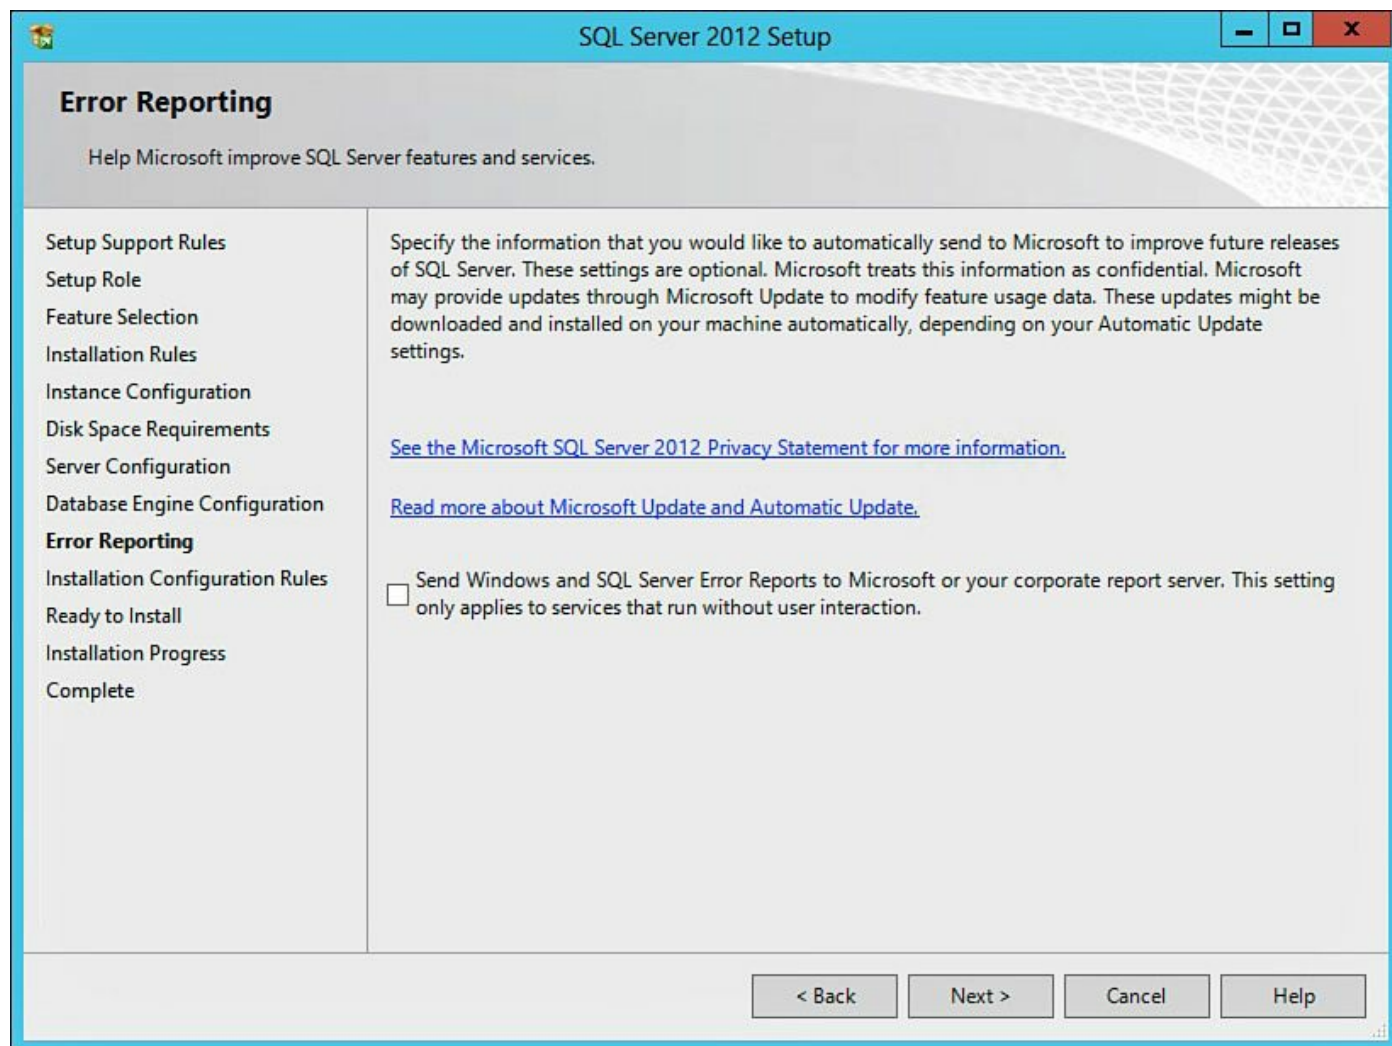 SQL Server 2012 Setup
Error Reporting
Help Microsoft improve SQL Server features and services.
Setup Support Rules
Setup Role
Feature Selection
Installation Rules
Instance Configuration
Disk Space Requirements
Server Configuration
Database Engine Configuration
Error Reporting
Installation Configuration Rules
Ready to Install
Installation Progress
Complete
Specify the information that you would like to automatically send to Microsoft to improve future releases
of SQL Server. These settings are optional. Microsoft treats this information as confidential. Microsoft
may provide updates through Microsoft Update to modify feature usage data. These updates might be
downloaded and installed on your machine automatically, depending on your Automatic Update
settings.
See the Microsoft SQL Server 2012 Privacy Statement for more information.
Read more about Microsoft Update and Automatic Update.
Send Windows and SQL Server Error Reports to Microsoft or your corporate report server. This setting
only applies to services that run without user interaction.
< Back
Next >
Cancel
Help